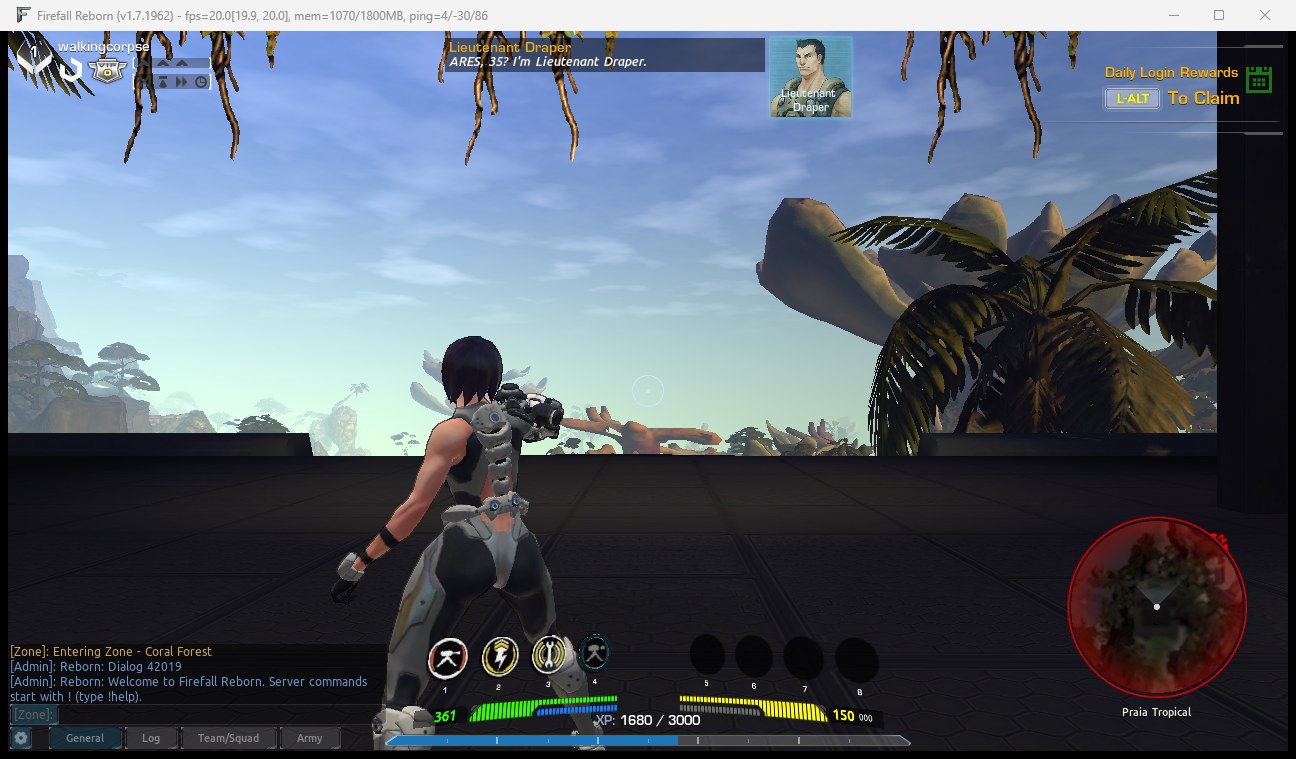 Firefall Reborn (v1.7.1962) - fps=20.0[19.9, 20.0], mem=1070/1800MB, ping=4/-30/86
1
walkingcorpse
VIP
Lieutenant Draper
ARES, 35? I'm Lieutenant Draper.
Lieutenant
Draper
Daily Login Rewards
L-ALT To Claim
[Zone]: Entering Zone - Coral Forest
[Admin]: Reborn: Dialog 42019
[Admin]: Reborn: Welcome to Firefall Reborn. Server commands
start with ! (type !help).
[Zone]:
General Log Team/Squad Army
1 2 3 4 5 6 7 8
361
XP: 1680 / 3000
150 000
N
Praia Tropical